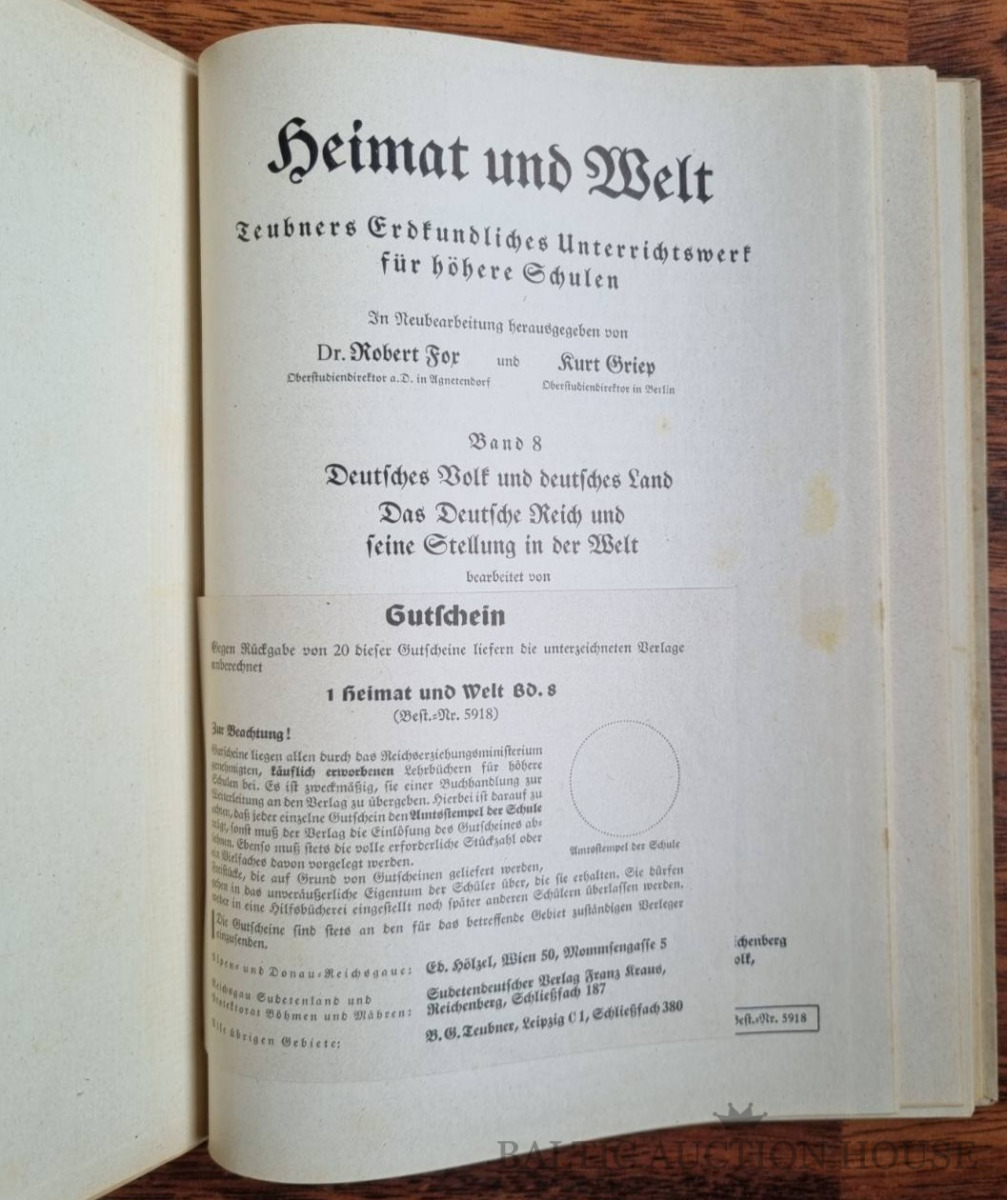 Heimat und Welt
Teubners Erdkundliches Unterrichtswerk
für höhere Schulen
In Neubearbeitung herausgegeben von
Dr. Robert Fox und Kurt Griep
Oberstudiendirektor a.D. in Agnetendorf Oberstudiendirektor in Berlin
Band 8
Deutsches Volk und deutsches Land
Das Deutsche Reich und
seine Stellung in der Welt
bearbeitet von
Gutschein
Gegen Rückgabe von 20 dieser Gutscheine liefern die unterzeichneten Verlage
unberechnet
1 Heimat und Welt Bd. 8
(Best.-Nr. 5918)
Zur Beachtung!
Gutscheine liegen allen durch das Reichserziehungsministerium
genehmigten, käuflich erworbenen Lehrbüchern für höhere
Schulen bei. Es ist zweckmäßig, sie einer Buchhandlung zur
Weiterleitung an den Verlag zu übergeben. Hierbei ist darauf zu
achten, daß jeder einzelne Gutschein den Amtsstempel der Schule
trägt, sonst muß der Verlag die Einlösung des Gutscheines ab-
lehnen. Ebenso muß stets die volle erforderliche Stückzahl oder
ein Vielfaches davon vorgelegt werden.
Amtsstempel der Schule
Freistücke, die auf Grund von Gutscheinen geliefert werden,
gehen in das unveräußerliche Eigentum der Schüler über, die sie erhalten. Sie dürfen
weder in eine Hilfsbücherei eingestellt noch später anderen Schülern überlassen werden.
Die Gutscheine sind stets an den für das betreffende Gebiet zuständigen Verleger
einzusenden.
Alpen- und Donau-Reichsgaue: Ed. Hölzel, Wien 50, Mommsengasse 5
Reichsgau Sudetenland und
Protektorat Böhmen und Mähren: Sudetendeutscher Verlag Franz Kraus,
Reichenberg, Schließfach 187
Alle übrigen Gebiete: B. G. Teubner, Leipzig C 1, Schließfach 380
ichenberg
olk,
Best.-Nr. 5918
BALTIC AUCTION HOUSE